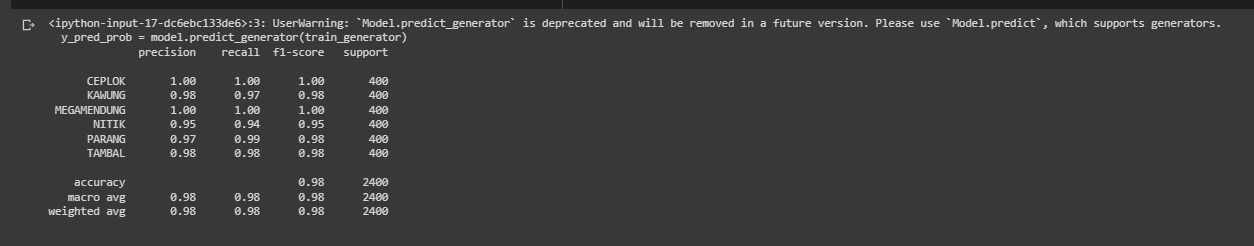 <ipython-input-17-dc6ebc133de6>:3: UserWarning: `Model.predict_generator` is deprecated and will be removed in a future version. Please use `Model.predict`, which supports generators.
  y_pred_prob = model.predict_generator(train_generator)
              precision    recall  f1-score   support

      CEPLOK       1.00      1.00      1.00       400
      KAWUNG       0.98      0.97      0.98       400
 MEGAMENDUNG       1.00      1.00      1.00       400
       NITIK       0.95      0.94      0.95       400
      PARANG       0.97      0.99      0.98       400
      TAMBAL       0.98      0.98      0.98       400

    accuracy                           0.98      2400
   macro avg       0.98      0.98      0.98      2400
weighted avg       0.98      0.98      0.98      2400